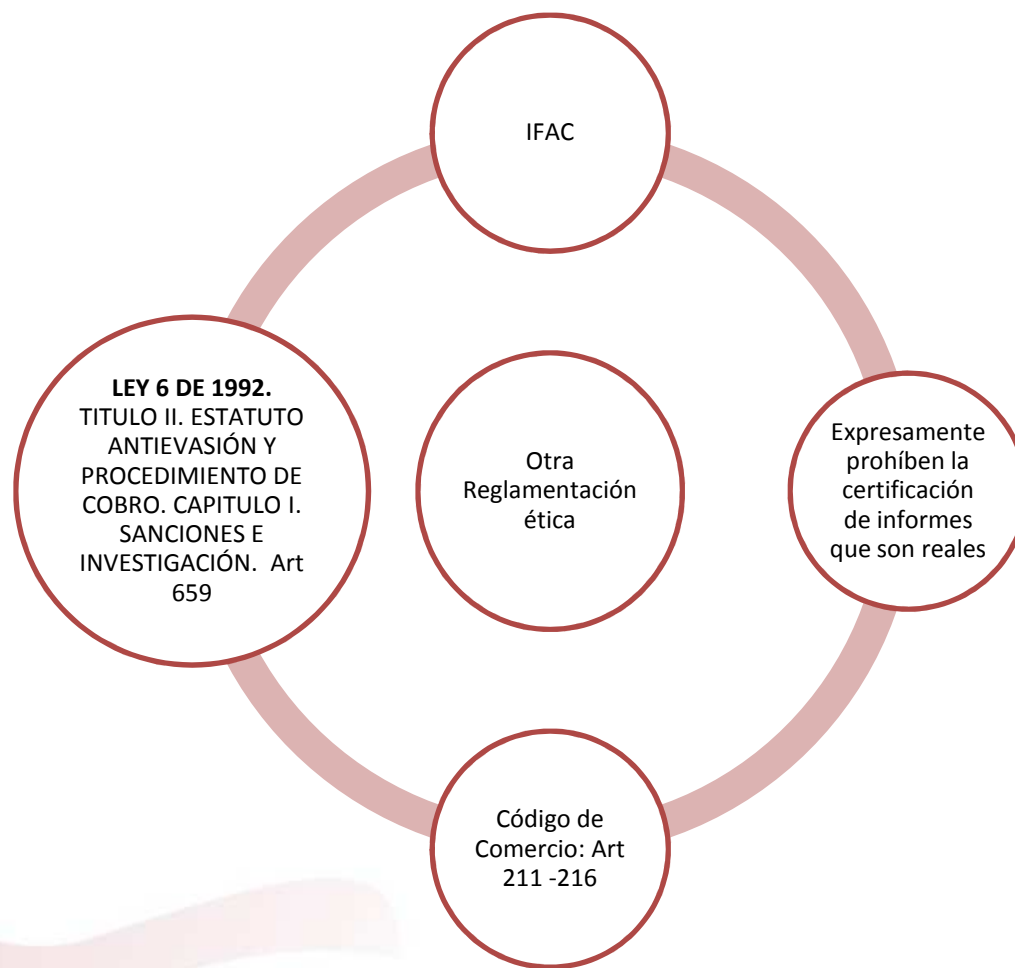 IFAC
LEY 6 DE 1992.
TITULO II. ESTATUTO
ANTIEVASIÓN Y
PROCEDIMIENTO DE
COBRO. CAPITULO I.
SANCIONES E
INVESTIGACIÓN. Art
659
Otra
Reglamentación
ética
Expresamente
prohíben la
certificación
de informes
que son reales
Código de
Comercio: Art
211 -216